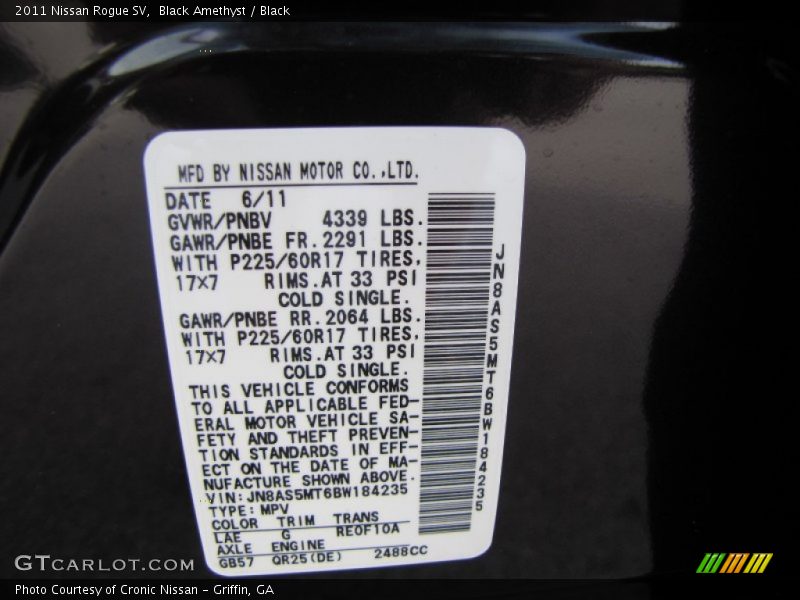 2011 Nissan Rogue SV, Black Amethyst / Black
MFD BY NISSAN MOTOR CO.,LTD.
DATE 6/11
GVWR/PNBV 4339 LBS.
GAWR/PNBE FR.2291 LBS.
WITH P225/60R17 TIRES,
17X7 RIMS.AT 33 PSI
COLD SINGLE.
GAWR/PNBE RR.2064 LBS.
WITH P225/60R17 TIRES,
17X7 RIMS.AT 33 PSI
COLD SINGLE.
THIS VEHICLE CONFORMS
TO ALL APPLICABLE FED-
ERAL MOTOR VEHICLE SA-
FETY AND THEFT PREVEN-
TION STANDARDS IN EFF-
ECT ON THE DATE OF MA-
NUFACTURE SHOWN ABOVE.
VIN:JN8AS5MT6BW184235
TYPE:MPV
COLOR TRIM TRANS
LAE G RE0F10A
AXLE ENGINE
GB57 QR25(DE) 2488CC
JN8AS5MT6BW184235
GTCARLOT.COM
Photo Courtesy of Cronic Nissan - Griffin, GA